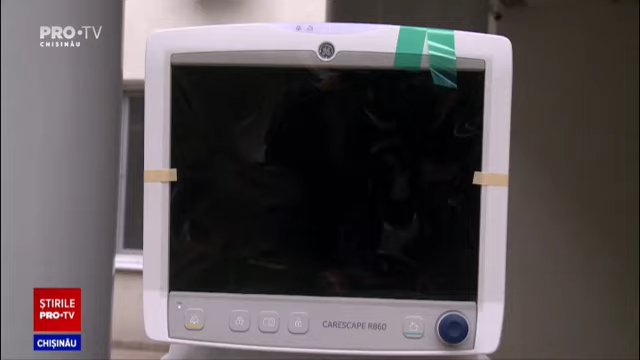 PRO•TV
CHIȘINĂU
GE
CARESCAPE R860
ȘTIRILE
PRO•TV
CHIȘINĂU